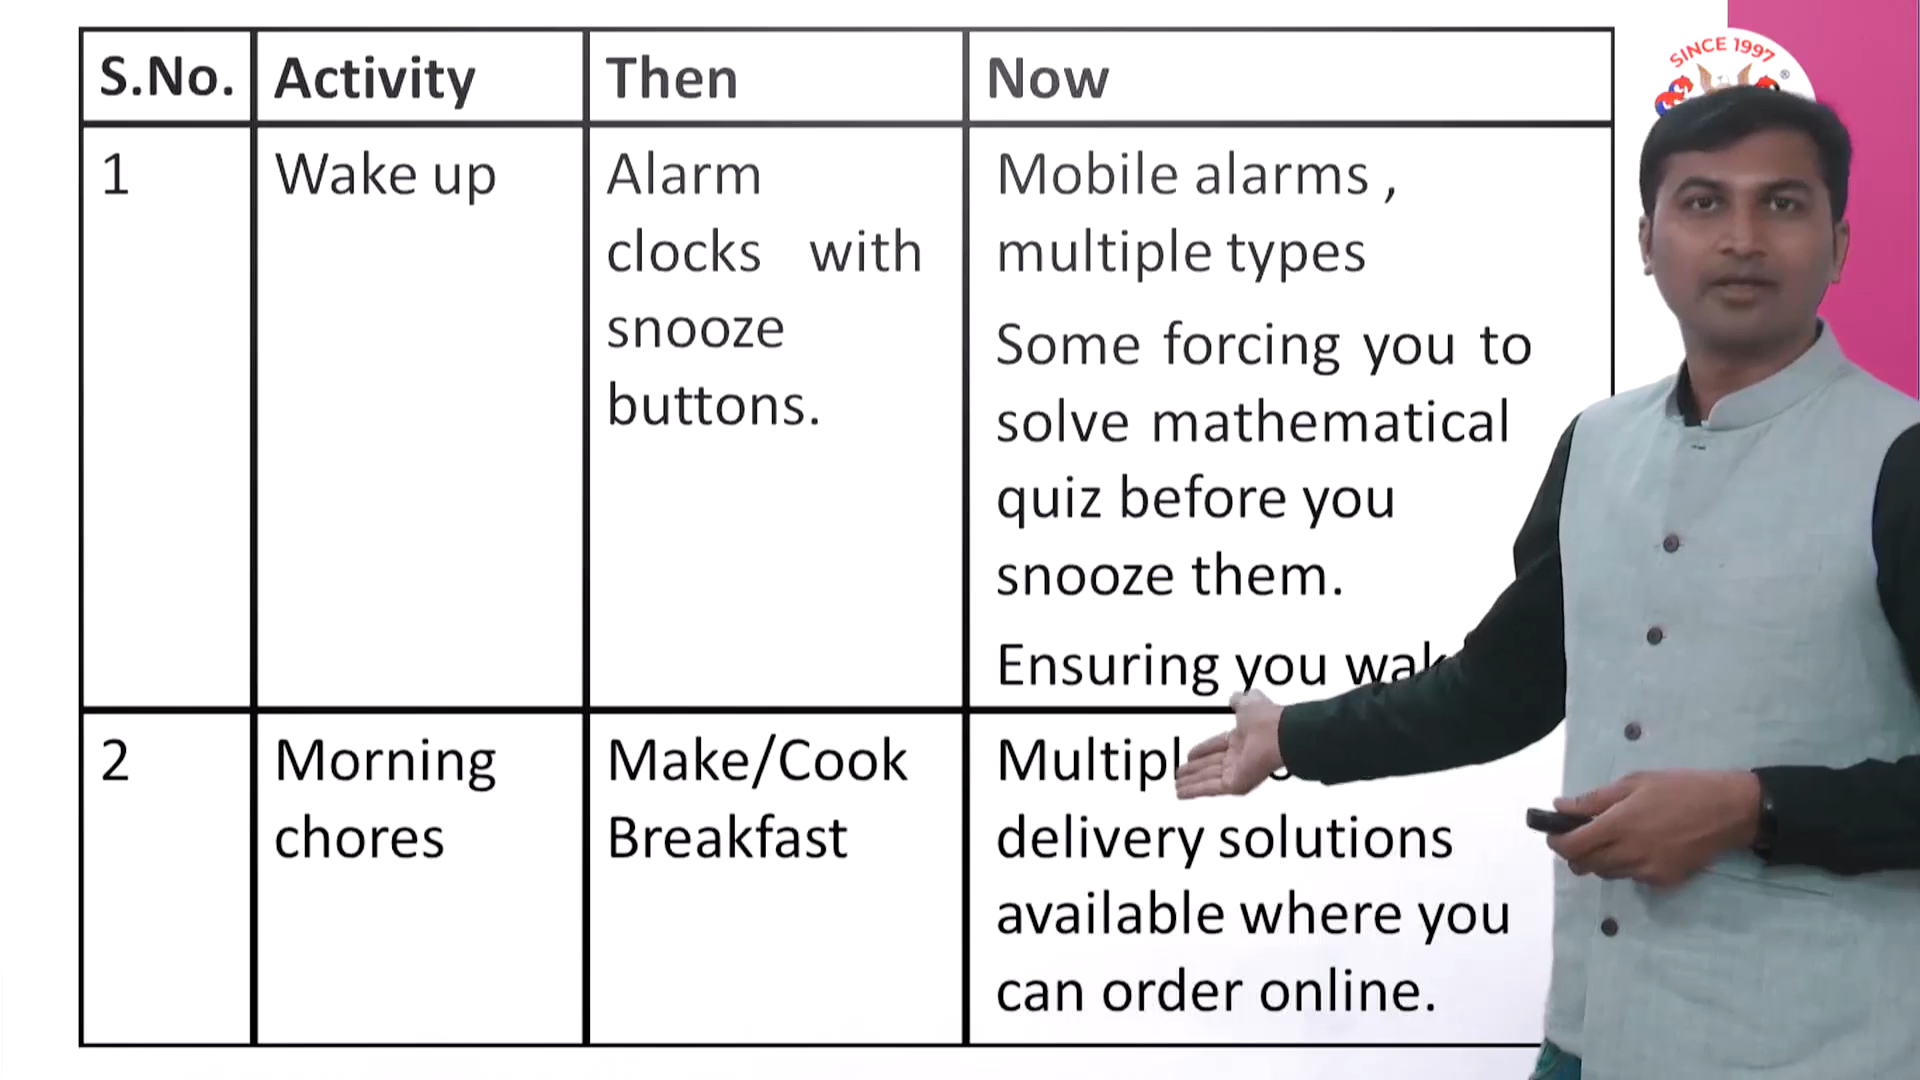 S.No. Activity Then Now
1 Wake up Alarm clocks with snooze buttons. Mobile alarms , multiple types
Some forcing you to solve mathematical quiz before you snooze them.
Ensuring you
2 Morning chores Make/Cook Breakfast delivery solutions available where you can order online.
SINCE 1997
®